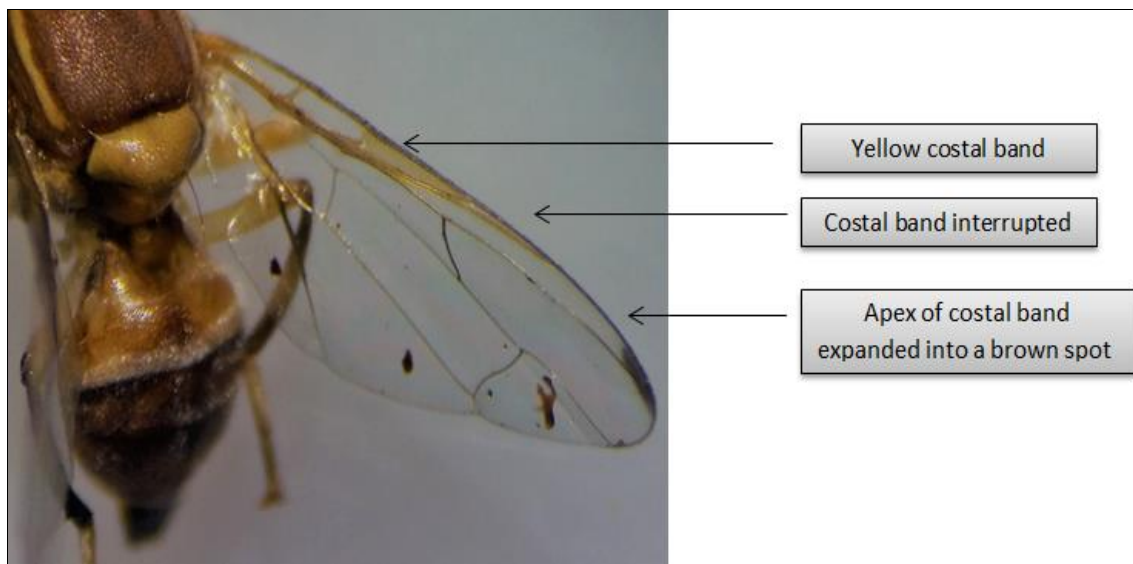 Yellow costal band
Costal band interrupted
Apex of costal band
expanded into a brown spot